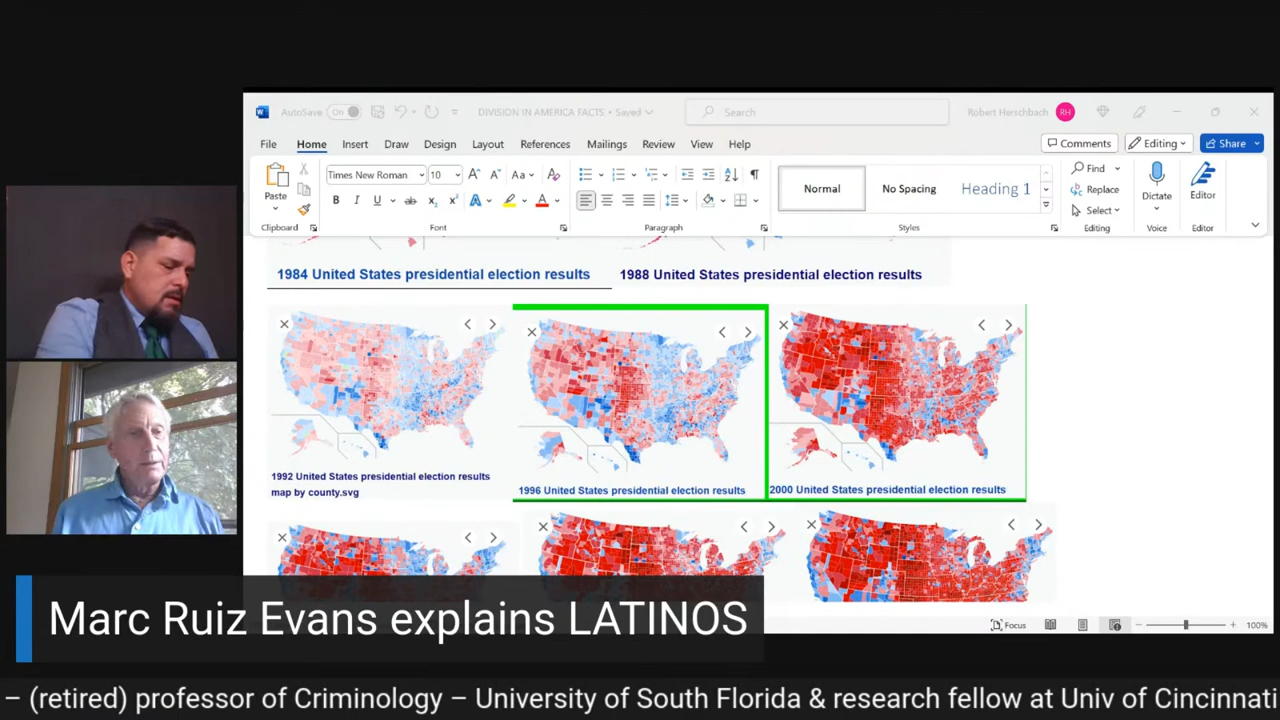 AutoSave On DIVISION IN AMERICA FACTS • Saved Search Robert Herschbach RH
File Home Insert Draw Design Layout References Mailings Review View Help Comments Editing Share
Paste Times New Roman 10 Aa Normal No Spacing Heading 1 Find Replace Select Dictate Editor
Clipboard Font Paragraph Styles Editing Voice Editor
1984 United States presidential election results 1988 United States presidential election results
1992 United States presidential election results
map by county.svg
1996 United States presidential election results 2000 United States presidential election results
Marc Ruiz Evans explains LATINOS
Focus 100%
– (retired) professor of Criminology – University of South Florida & research fellow at Univ of Cincinnati